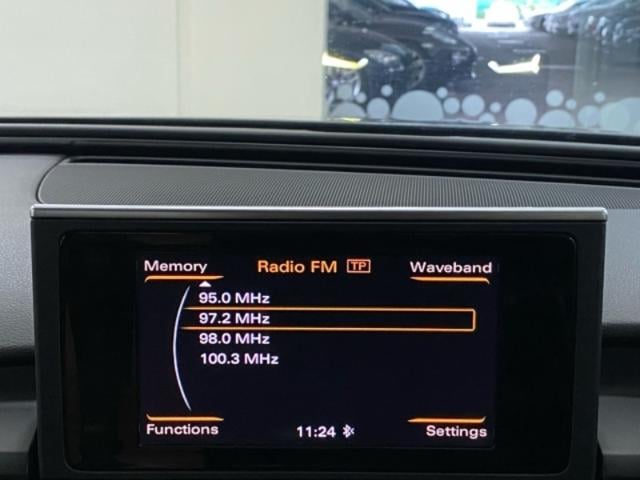 Memory Radio FM TP Waveband
95.0 MHz
97.2 MHz
98.0 MHz
100.3 MHz
Functions 11:24 Settings